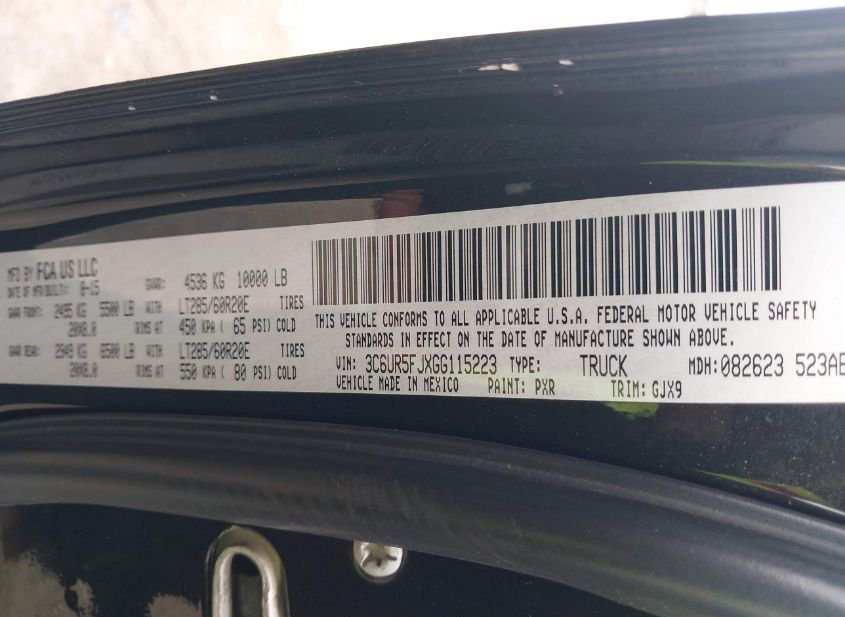 MFD BY FCA US LLC
DATE OF MFD/BUILT: 8-15
GVWR: 4536 KG 10000 LB
GAWR FRONT: 2495 KG 5500 LB WITH LT285/60R20E TIRES
20X8.0 RIMS AT 450 KPA ( 65 PSI) COLD
GAWR REAR: 2948 KG 6500 LB WITH LT285/60R20E TIRES
20X8.0 RIMS AT 550 KPA ( 80 PSI) COLD
THIS VEHICLE CONFORMS TO ALL APPLICABLE U.S.A. FEDERAL MOTOR VEHICLE SAFETY
STANDARDS IN EFFECT ON THE DATE OF MANUFACTURE SHOWN ABOVE.
VIN: 3C6UR5FJXGG115223 TYPE: TRUCK MDH: 082623 523AE
VEHICLE MADE IN MEXICO PAINT: PXR TRIM: GJX9